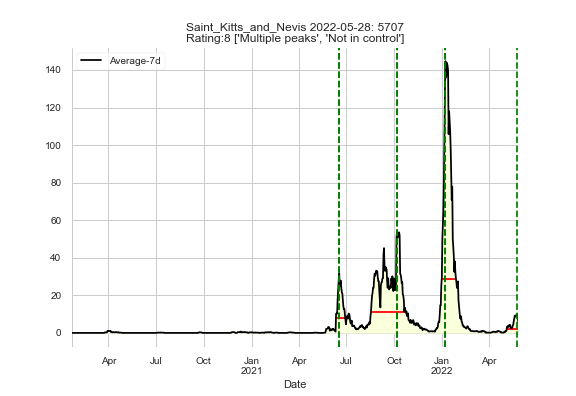 Saint_Kitts_and_Nevis 2022-05-28: 5707
Rating:8 ['Multiple peaks', 'Not in control']
Average-7d
140
120
100
80
60
40
20
0
Apr Jul Oct Jan Apr Jul Oct Jan Apr
2021 2022
Date